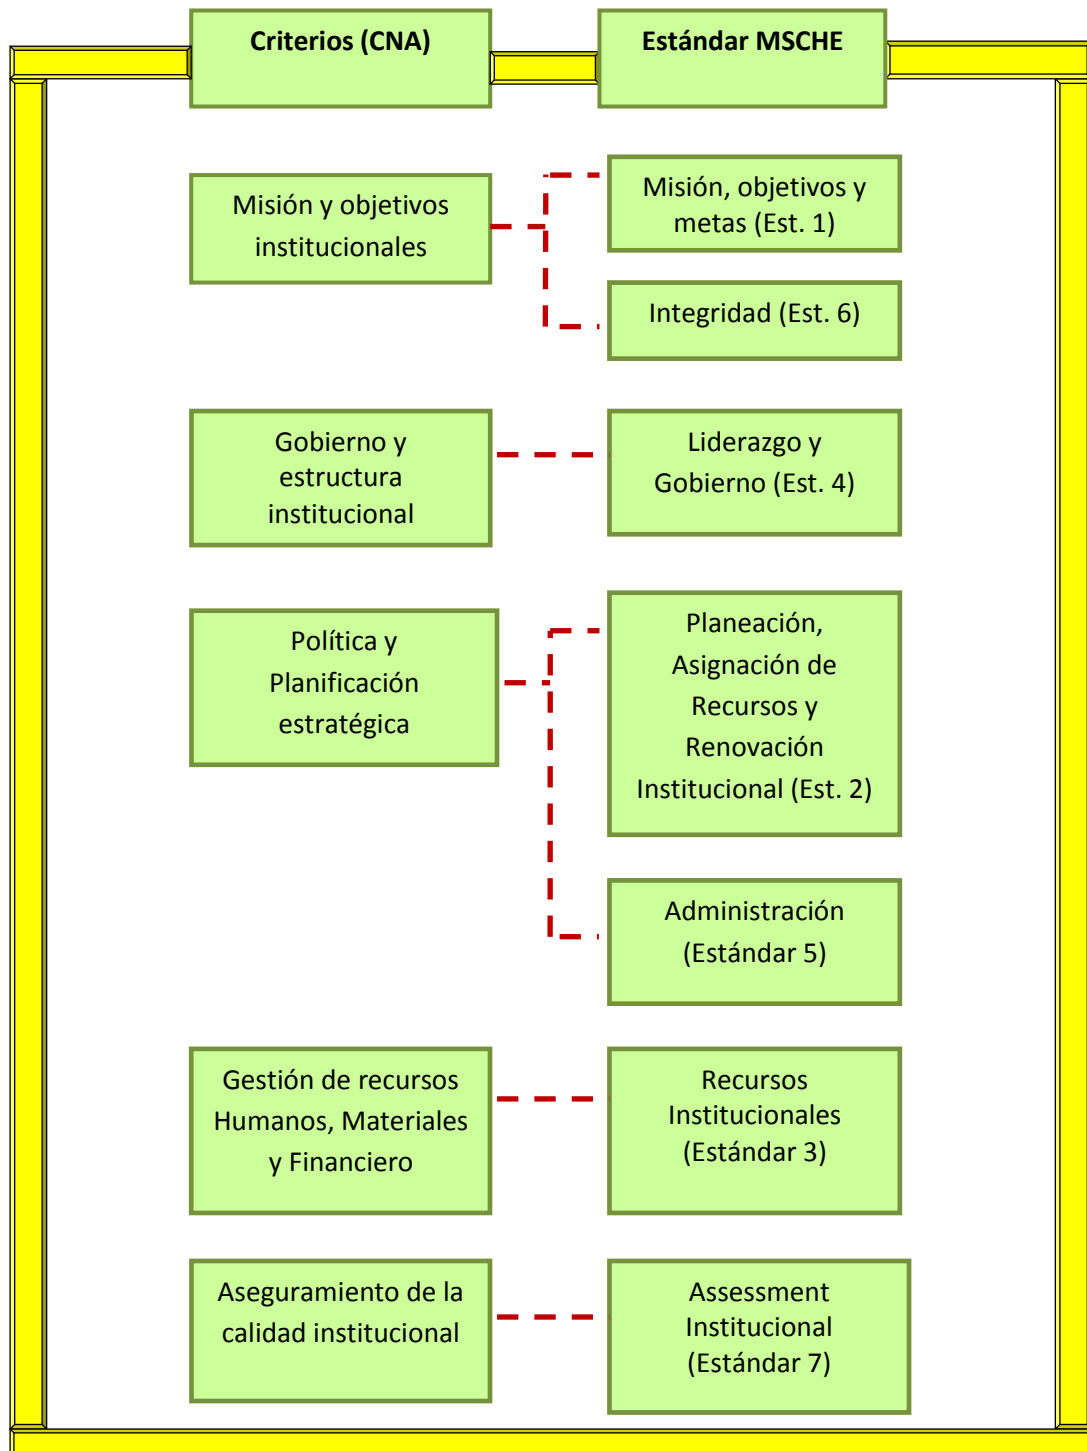 Criterios (CNA)
Estándar MSCHE
Misión y objetivos
institucionales
Misión, objetivos y
metas (Est. 1)
Integridad (Est. 6)
Gobierno y
estructura
institucional
Liderazgo y
Gobierno (Est. 4)
Política y
Planificación
estratégica
Planeación,
Asignación de
Recursos y
Renovación
Institucional (Est. 2)
Administración
(Estándar 5)
Gestión de recursos
Humanos, Materiales
y Financiero
Recursos
Institucionales
(Estándar 3)
Aseguramiento de la
calidad institucional
Assessment
Institucional
(Estándar 7)